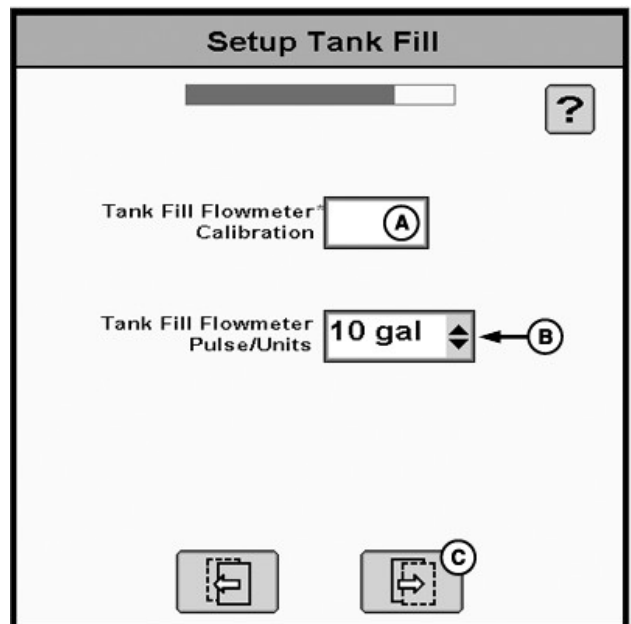 Setup Tank Fill
?
Tank Fill Flowmeter*
Calibration
A
Tank Fill Flowmeter
Pulse/Units
10 gal
B
C